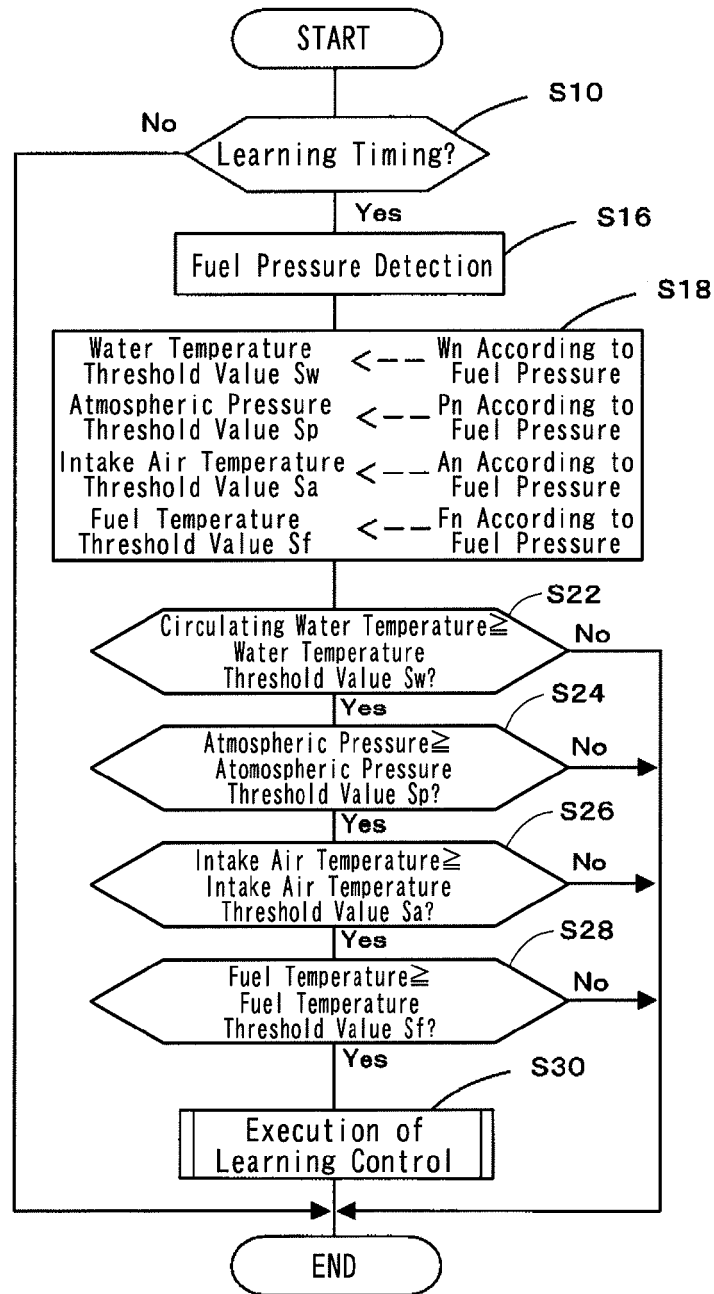 START
S10
No
Learning Timing?
Yes
S16
Fuel Pressure Detection
S18
Water Temperature
Threshold Value Sw
<--- Wn According to
Fuel Pressure
Atmospheric Pressure
Threshold Value Sp
<--- Pn According to
Fuel Pressure
Intake Air Temperature
Threshold Value Sa
<--- An According to
Fuel Pressure
Fuel Temperature
Threshold Value Sf
<--- Fn According to
Fuel Pressure
S22
Circulating Water Temperature≧
Water Temperature
Threshold Value Sw?
No
Yes
S24
Atmospheric Pressure≧
Atomospheric Pressure
Threshold Value Sp?
No
Yes
S26
Intake Air Temperature≧
Intake Air Temperature
Threshold Value Sa?
No
Yes
S28
Fuel Temperature≧
Fuel Temperature
Threshold Value Sf?
No
Yes
S30
Execution of
Learning Control
END